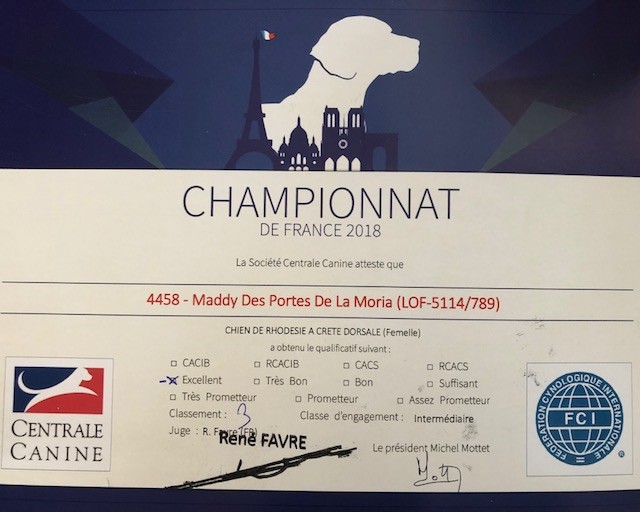 CHAMPIONNAT
DE FRANCE 2018
La Société Centrale Canine atteste que
4458 - Maddy Des Portes De La Moria (LOF-5114/789)
CHIEN DE RHODESIE A CRETE DORSALE (Femelle)
a obtenu le qualificatif suivant :
□ CACIB □ RCACIB □ CACS □ RCACS
□ Excellent □ Très Bon □ Bon □ Suffisant
□ Très Prometteur □ Prometteur □ Assez Prometteur
Classement : 3 Classe d'engagement : Intermédiaire
Juge : R. Favre (FR)
René FAVRE
Le président Michel Mottet
CENTRALE
CANINE
FEDERATION CYNOLOGIQUE INTERNATIONALE
FCI
®